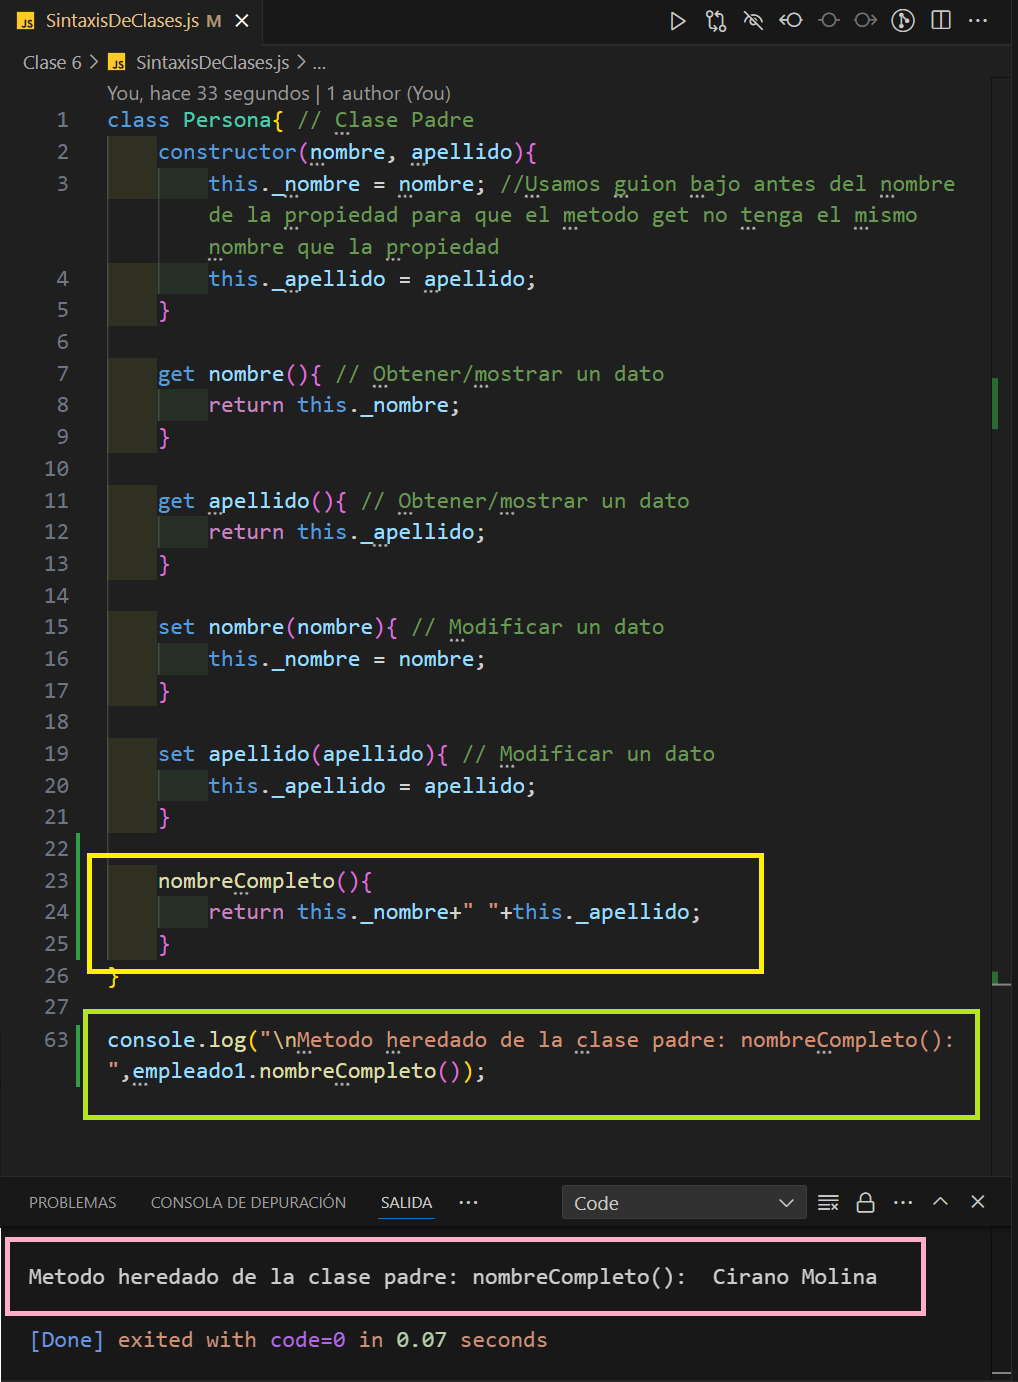 JS SintaxisDeClases.js M
Clase 6 > JS SintaxisDeClases.js > ...
You, hace 33 segundos | 1 author (You)
1 class Persona{ // Clase Padre
2 constructor(nombre, apellido){
3 this._nombre = nombre; //Usamos guion bajo antes del nombre
de la propiedad para que el metodo get no tenga el mismo
nombre que la propiedad
4 this._apellido = apellido;
5 }
6
7 get nombre(){ // Obtener/mostrar un dato
8 return this._nombre;
9 }
10
11 get apellido(){ // Obtener/mostrar un dato
12 return this._apellido;
13 }
14
15 set nombre(nombre){ // Modificar un dato
16 this._nombre = nombre;
17 }
18
19 set apellido(apellido){ // Modificar un dato
20 this._apellido = apellido;
21 }
22
23 nombreCompleto(){
24 return this._nombre+" "+this._apellido;
25 }
26 }
27
63 console.log("\nMetodo heredado de la clase padre: nombreCompleto():
",empleado1.nombreCompleto());
PROBLEMAS CONSOLA DE DEPURACIÓN SALIDA ... Code
Metodo heredado de la clase padre: nombreCompleto():  Cirano Molina
[Done] exited with code=0 in 0.07 seconds